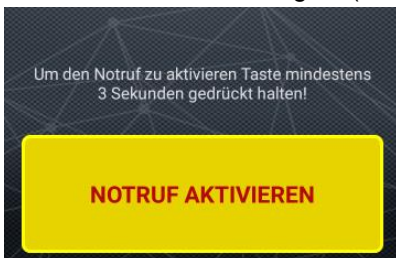 Um den Notruf zu aktivieren Taste mindestens
3 Sekunden gedrückt halten!
NOTRUF AKTIVIEREN